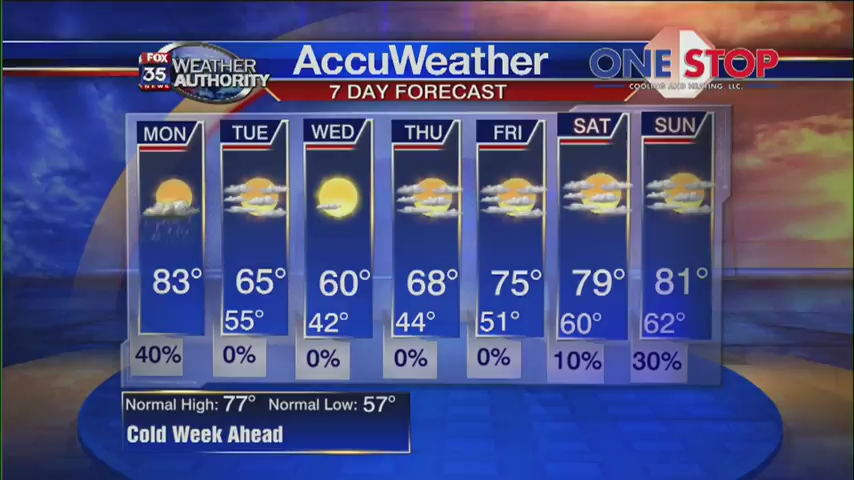 FOX
35
NEWS
WEATHER
AUTHORITY
AccuWeather
7 DAY FORECAST
ONE STOP
COOLING AND HEATING, LLC.
MON TUE WED THU FRI SAT SUN
83° 65° 60° 68° 75° 79° 81°
55° 42° 44° 51° 60° 62°
40% 0% 0% 0% 0% 10% 30%
Normal High: 77° Normal Low: 57°
Cold Week Ahead